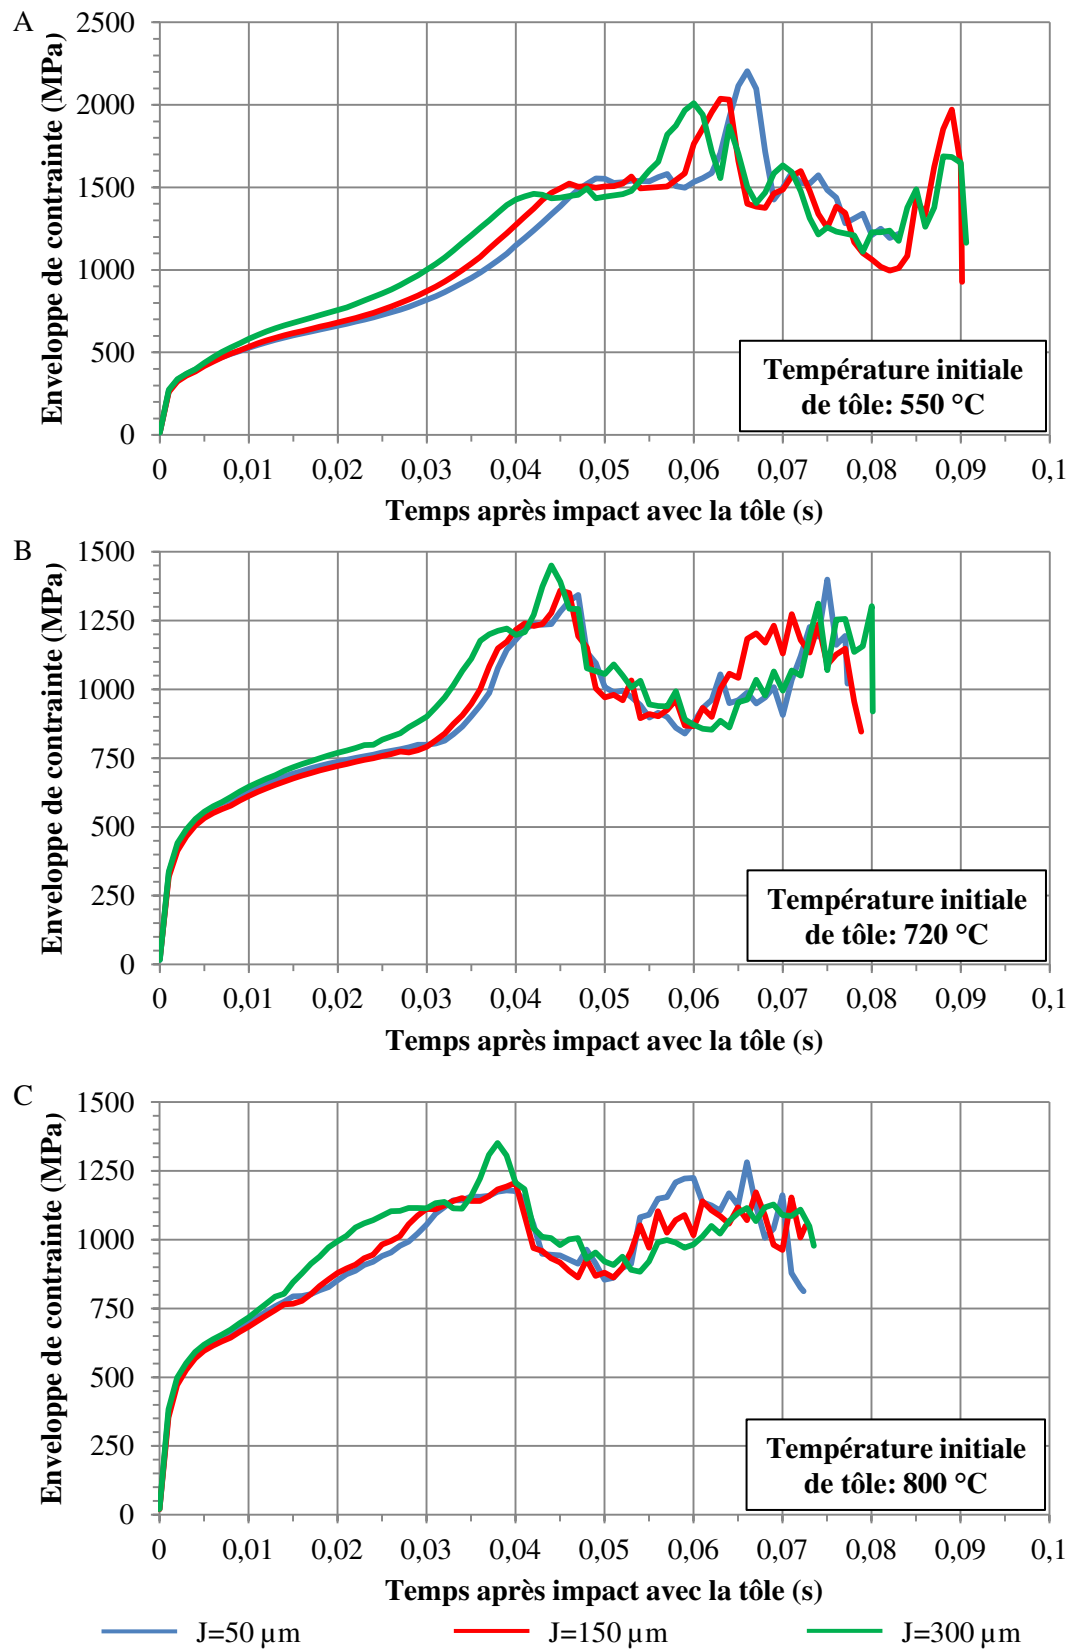 A
2500
2000
1500
1000
500
0
Enveloppe de contrainte (MPa)
Température initiale
de tôle: 550 °C
0 0,01 0,02 0,03 0,04 0,05 0,06 0,07 0,08 0,09 0,1
Temps après impact avec la tôle (s)
B
1500
1250
1000
750
500
250
0
Enveloppe de contrainte (MPa)
Température initiale
de tôle: 720 °C
0 0,01 0,02 0,03 0,04 0,05 0,06 0,07 0,08 0,09 0,1
Temps après impact avec la tôle (s)
C
1500
1250
1000
750
500
250
0
Enveloppe de contrainte (MPa)
Température initiale
de tôle: 800 °C
0 0,01 0,02 0,03 0,04 0,05 0,06 0,07 0,08 0,09 0,1
Temps après impact avec la tôle (s)
J=50 µm J=150 µm J=300 µm